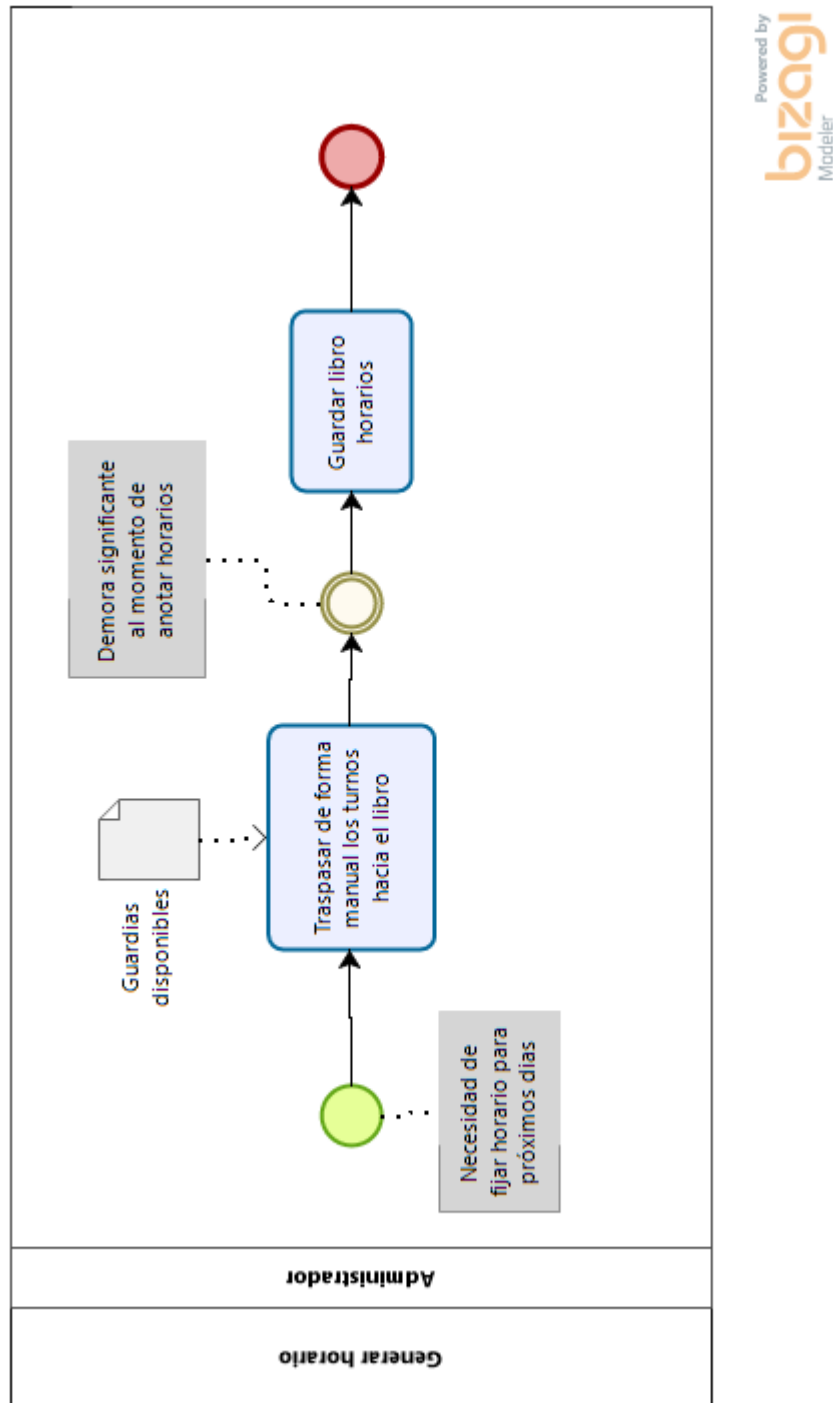 Generar horario
Administrador
Necesidad de
fijar horario para
próximos dias
Guardias
disponibles
Traspasar de forma
manual los turnos
hacia el libro
Demora significante
al momento de
anotar horarios
Guardar libro
horarios
Powered by
bizagi
Modeler